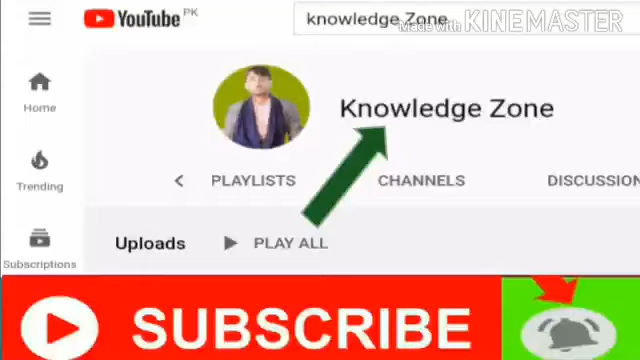 YouTube PK
knowledge Zone
Made with KINEMASTER
Home
Knowledge Zone
Trending
PLAYLISTS
CHANNELS
DISCUSSION
Subscriptions
Uploads
PLAY ALL
SUBSCRIBE